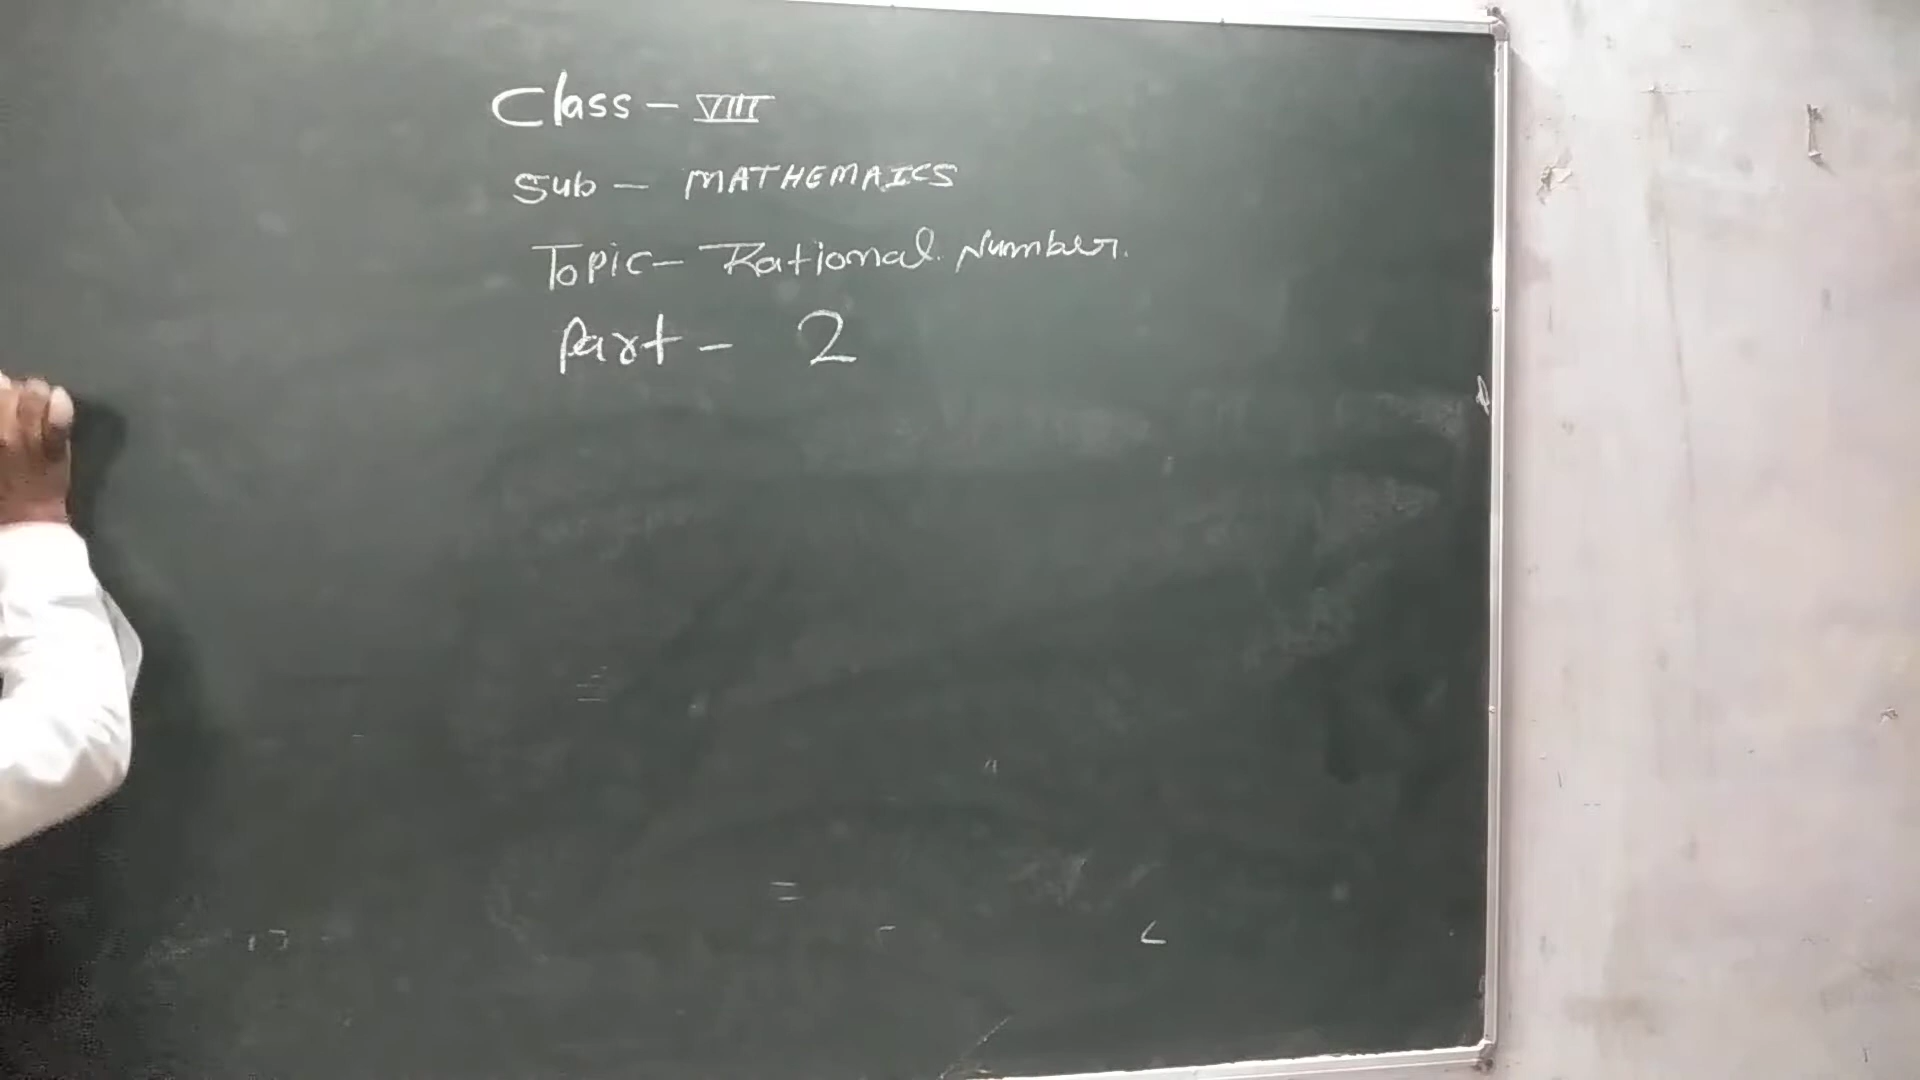 Class - VIII
Sub - MATHEMAICS
Topic - Rational Number.
Part - 2